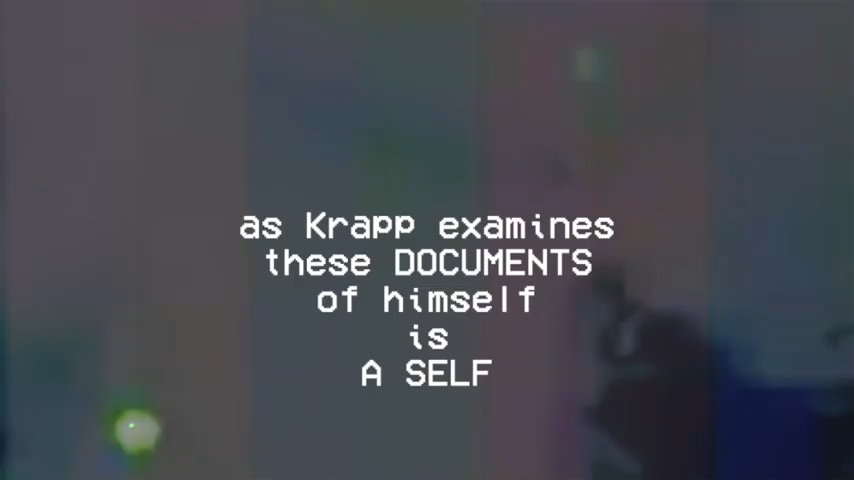 as Krapp examines
these DOCUMENTS
of himself
is
A SELF